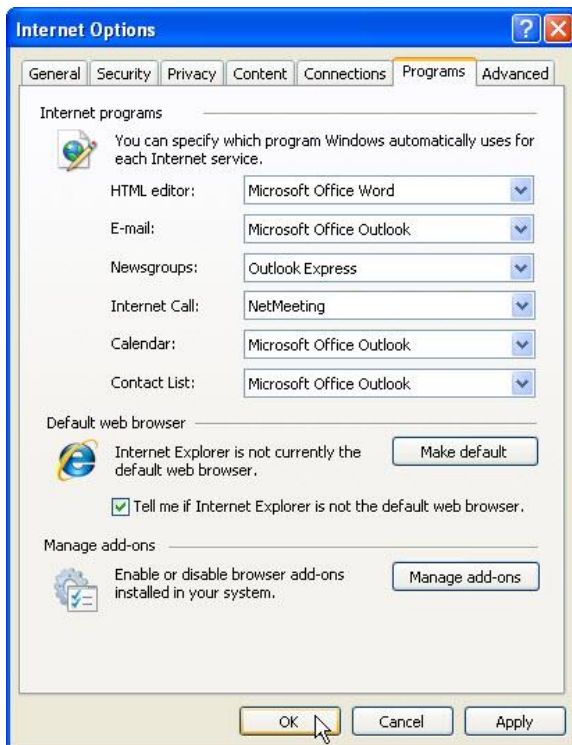 Internet Options
General Security Privacy Content Connections Programs Advanced
Internet programs
You can specify which program Windows automatically uses for
each Internet service.
HTML editor: Microsoft Office Word
E-mail: Microsoft Office Outlook
Newsgroups: Outlook Express
Internet Call: NetMeeting
Calendar: Microsoft Office Outlook
Contact List: Microsoft Office Outlook
Default web browser
Internet Explorer is not currently the
default web browser.
Make default
Tell me if Internet Explorer is not the default web browser.
Manage add-ons
Enable or disable browser add-ons
installed in your system.
Manage add-ons
OK Cancel Apply